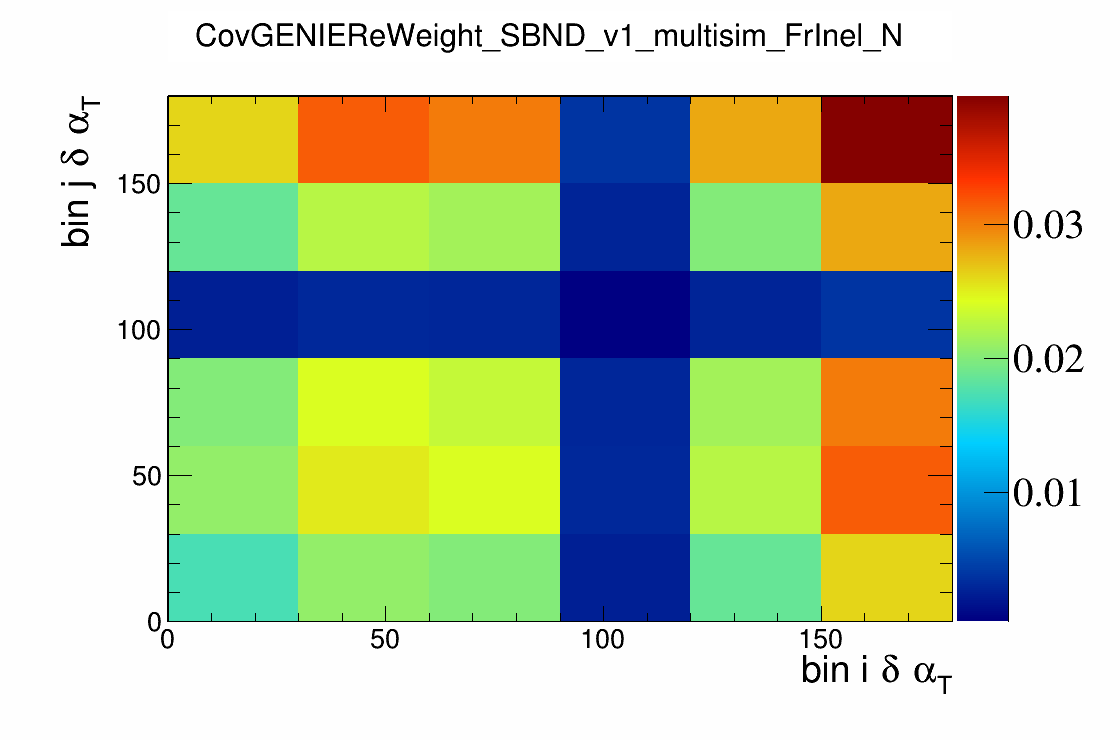 CovGENIEReWeight_SBND_v1_multisim_FrInel_N
bin j δ α_T
150
100
50
0
0 50 100 150
bin i δ α_T
0.03
0.02
0.01